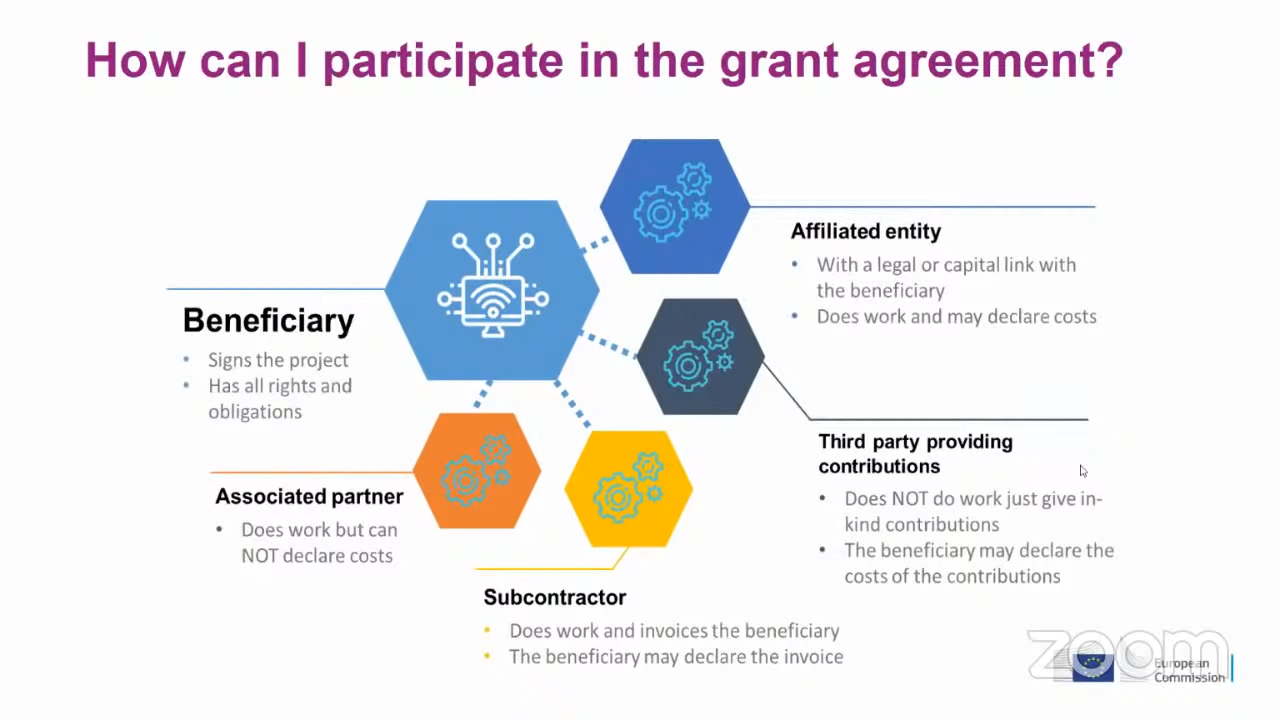 How can I participate in the grant agreement?
Affiliated entity
• With a legal or capital link with
the beneficiary
• Does work and may declare costs
Beneficiary
• Signs the project
• Has all rights and
obligations
Third party providing
contributions
• Does NOT do work just give in-
kind contributions
• The beneficiary may declare the
costs of the contributions
Associated partner
• Does work but can
NOT declare costs
Subcontractor
• Does work and invoices the beneficiary
• The beneficiary may declare the invoice
zoom
European
Commission